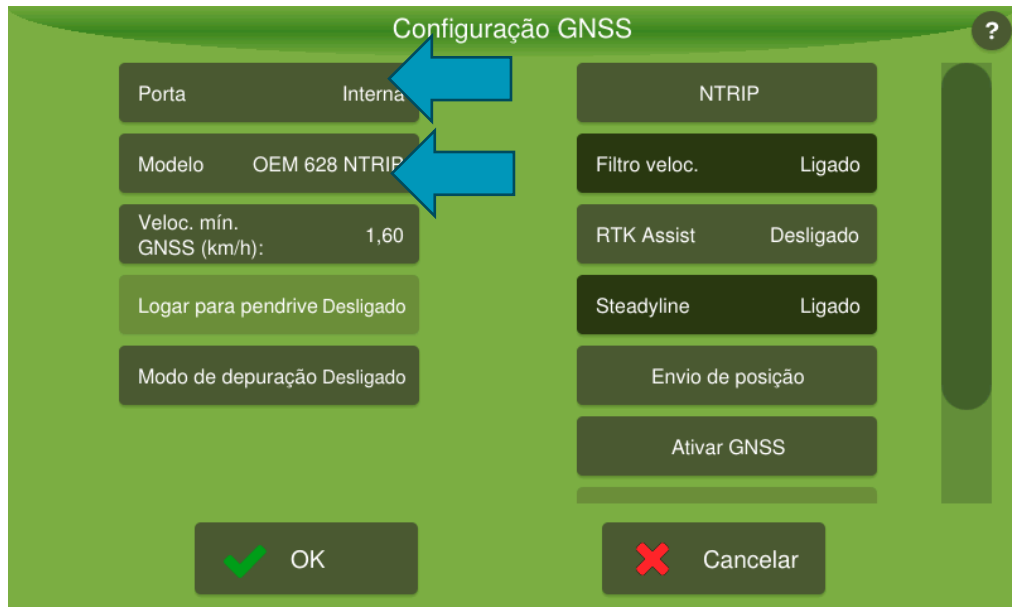 Configuração GNSS
?
Porta Interna
Modelo OEM 628 NTRIP
Veloc. mín.
GNSS (km/h): 1,60
Logar para pendrive Desligado
Modo de depuração Desligado
NTRIP
Filtro veloc. Ligado
RTK Assist Desligado
Steadyline Ligado
Envio de posição
Ativar GNSS
OK
Cancelar